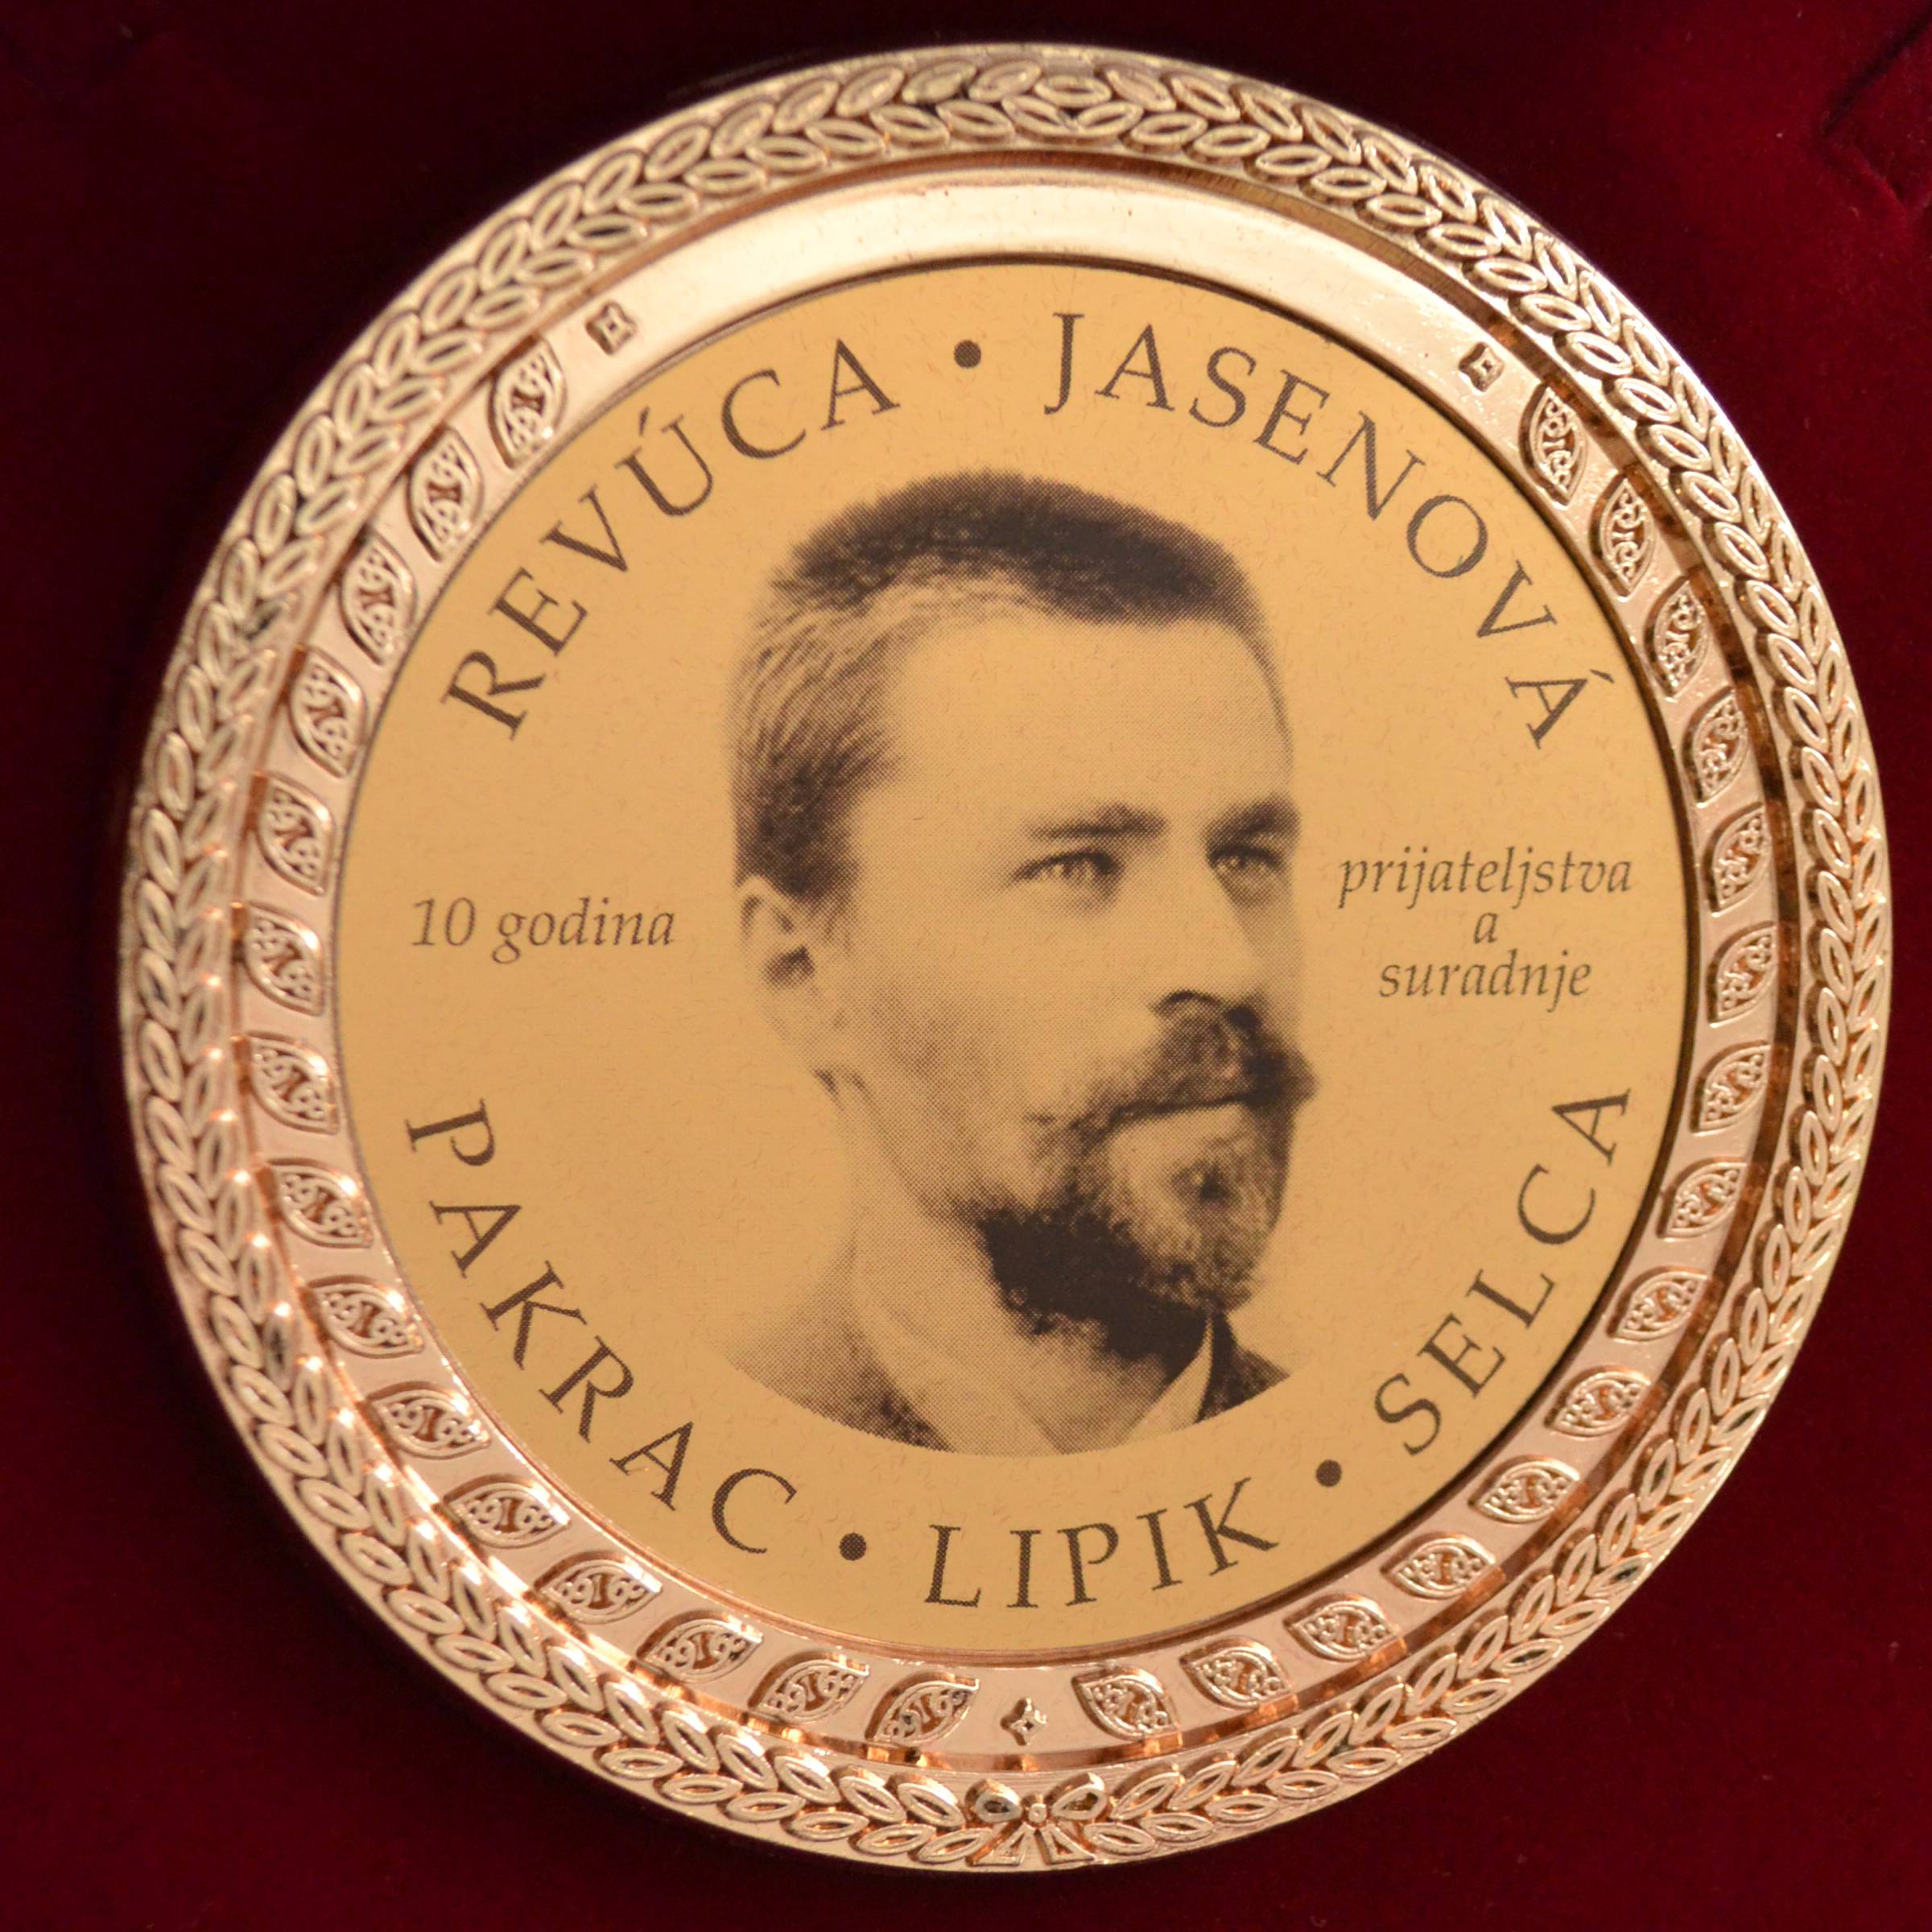 REVÚCA • JASENOVÁ
10 godina
prijateljstva
a
suradnje
PAKRAC • LIPIK • SELCA